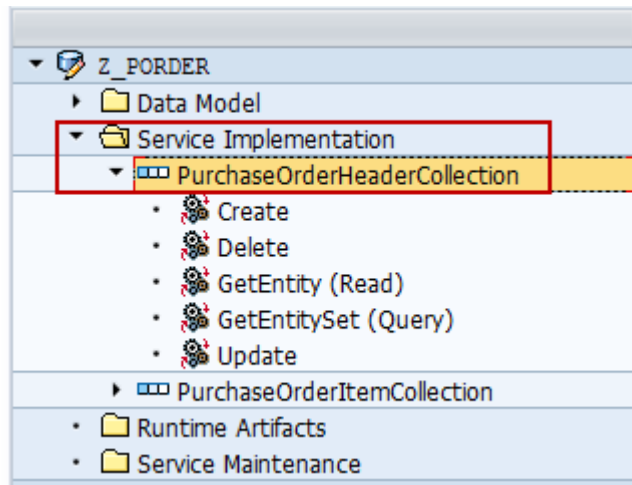 Z_PORDER
Data Model
Service Implementation
PurchaseOrderHeaderCollection
Create
Delete
GetEntity (Read)
GetEntitySet (Query)
Update
PurchaseOrderItemCollection
Runtime Artifacts
Service Maintenance